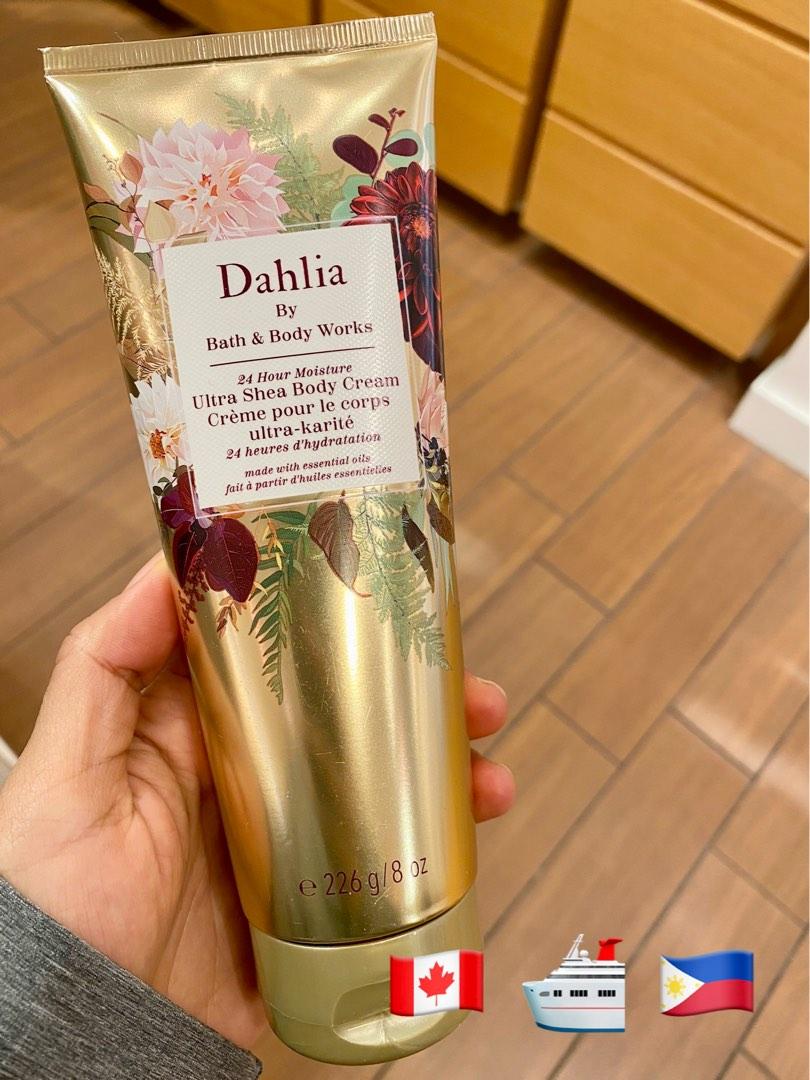 Dahlia
By
Bath & Body Works
24 Hour Moisture
Ultra Shea Body Cream
Crème pour le corps
ultra-karité
24 heures d'hydratation
made with essential oils
fait à partir d'huiles essentielles
℮ 226 g/8 oz